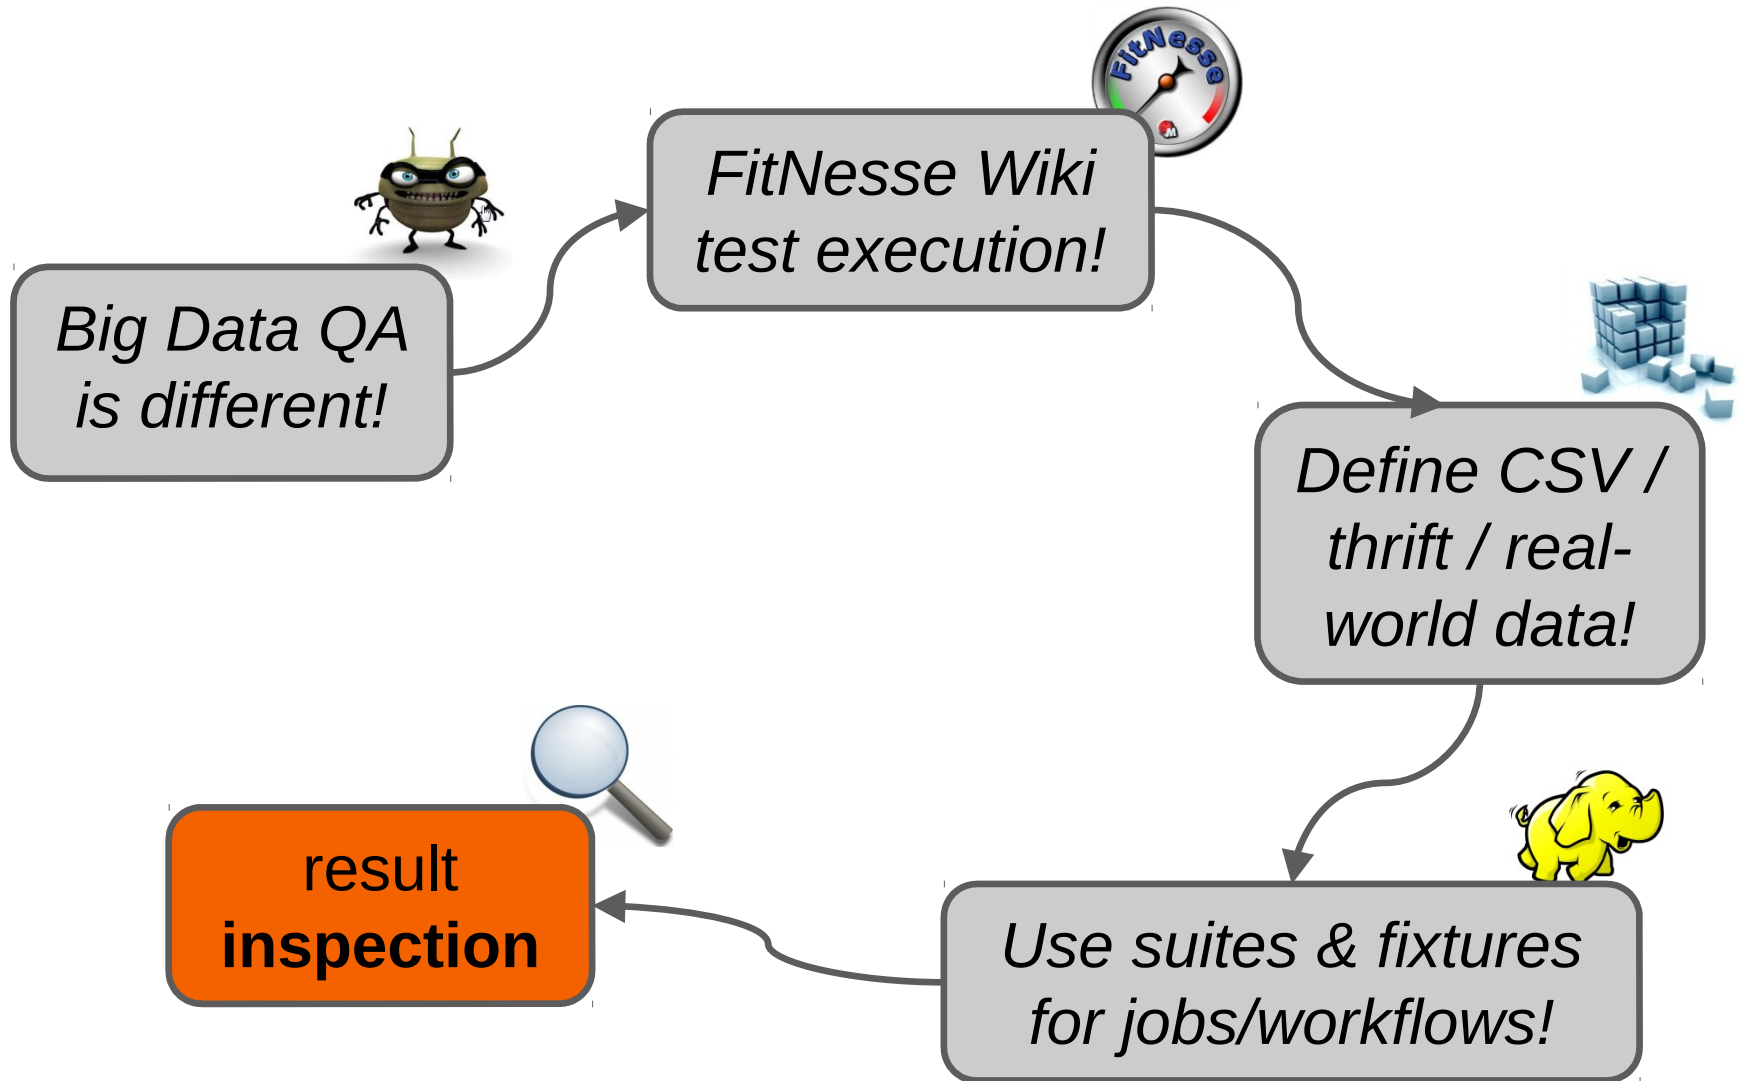 FitNesse
FitNesse Wiki
test execution!
Big Data QA
is different!
Define CSV /
thrift / real-
world data!
result
inspection
Use suites & fixtures
for jobs/workflows!